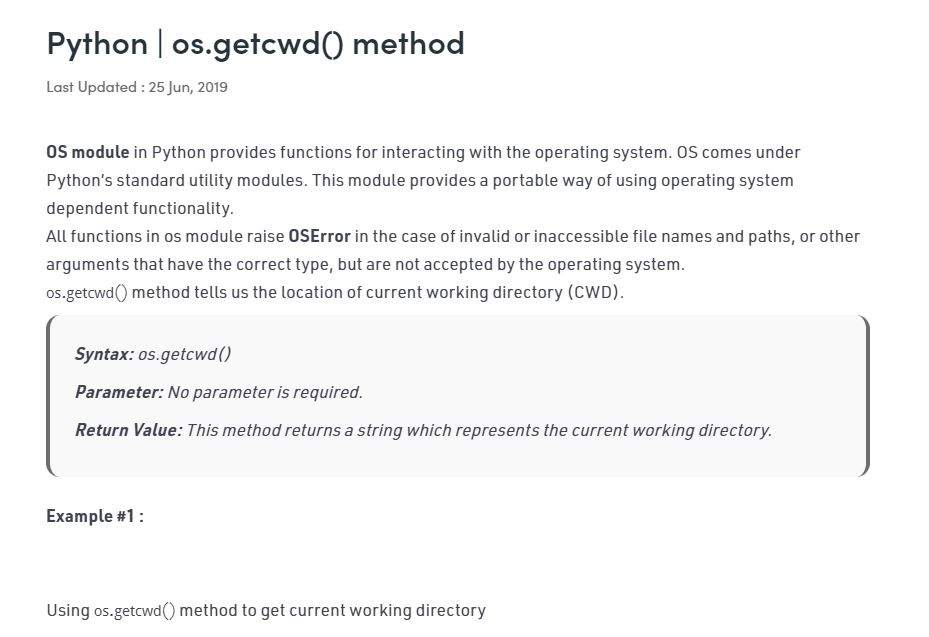 Python | os.getcwd() method
Last Updated : 25 Jun, 2019
OS module in Python provides functions for interacting with the operating system. OS comes under
Python's standard utility modules. This module provides a portable way of using operating system
dependent functionality.
All functions in os module raise OSError in the case of invalid or inaccessible file names and paths, or other
arguments that have the correct type, but are not accepted by the operating system.
os.getcwd() method tells us the location of current working directory (CWD).
Syntax: os.getcwd()
Parameter: No parameter is required.
Return Value: This method returns a string which represents the current working directory.
Example #1 :
Using os.getcwd() method to get current working directory